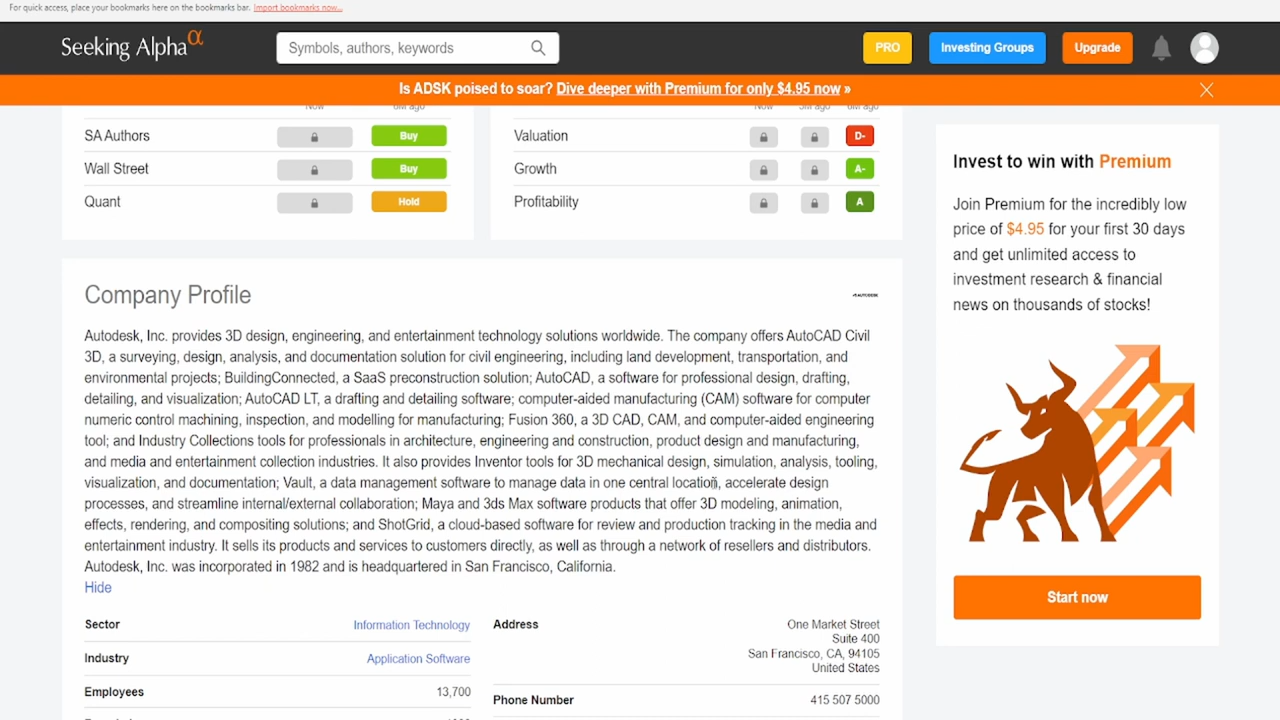 For quick access, place your bookmarks here on the bookmarks bar. Import bookmarks now...
Seeking Alpha α
Symbols, authors, keywords
PRO
Investing Groups
Upgrade
Is ADSK poised to soar? Dive deeper with Premium for only $4.95 now »
Now 6M ago
Now 3M ago 6M ago
SA Authors Buy
Wall Street Buy
Quant Hold
Valuation D-
Growth A-
Profitability A
Company Profile
AUTODESK
Autodesk, Inc. provides 3D design, engineering, and entertainment technology solutions worldwide. The company offers AutoCAD Civil
3D, a surveying, design, analysis, and documentation solution for civil engineering, including land development, transportation, and
environmental projects; BuildingConnected, a SaaS preconstruction solution; AutoCAD, a software for professional design, drafting,
detailing, and visualization; AutoCAD LT, a drafting and detailing software; computer-aided manufacturing (CAM) software for computer
numeric control machining, inspection, and modelling for manufacturing; Fusion 360, a 3D CAD, CAM, and computer-aided engineering
tool; and Industry Collections tools for professionals in architecture, engineering and construction, product design and manufacturing,
and media and entertainment collection industries. It also provides Inventor tools for 3D mechanical design, simulation, analysis, tooling,
visualization, and documentation; Vault, a data management software to manage data in one central location, accelerate design
processes, and streamline internal/external collaboration; Maya and 3ds Max software products that offer 3D modeling, animation,
effects, rendering, and compositing solutions; and ShotGrid, a cloud-based software for review and production tracking in the media and
entertainment industry. It sells its products and services to customers directly, as well as through a network of resellers and distributors.
Autodesk, Inc. was incorporated in 1982 and is headquartered in San Francisco, California.
Hide
Sector Information Technology
Industry Application Software
Employees 13,700
Address One Market Street
Suite 400
San Francisco, CA, 94105
United States
Phone Number 415 507 5000
Invest to win with Premium
Join Premium for the incredibly low
price of $4.95 for your first 30 days
and get unlimited access to
investment research & financial
news on thousands of stocks!
Start now